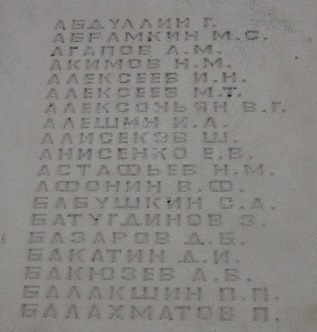 АБДУЛЛИН Г.
АБРАМКИН М.С.
АГАПОВ А.М.
АКИМОВ Н.М.
АЛЕКСЕЕВ И.Н.
АЛЕКСЕЕВ М.Т.
АЛЕКСОНЬЯН В.Г.
АЛЕШИН И.А.
АЛИСЕКОВ Ш.
АНИСЕНКО Е.В.
АСТАФЬЕВ Н.М.
АФОНИН В.Ф.
БАБУШКИН С.А.
БАТУГДИНОВ З.
БАЗАРОВ Д.Б.
БАКАТИН Д.И.
БАКЮЗЕВ А.В.
БАЛАКШИН П.П.
БАЛАХМАТОВ П.